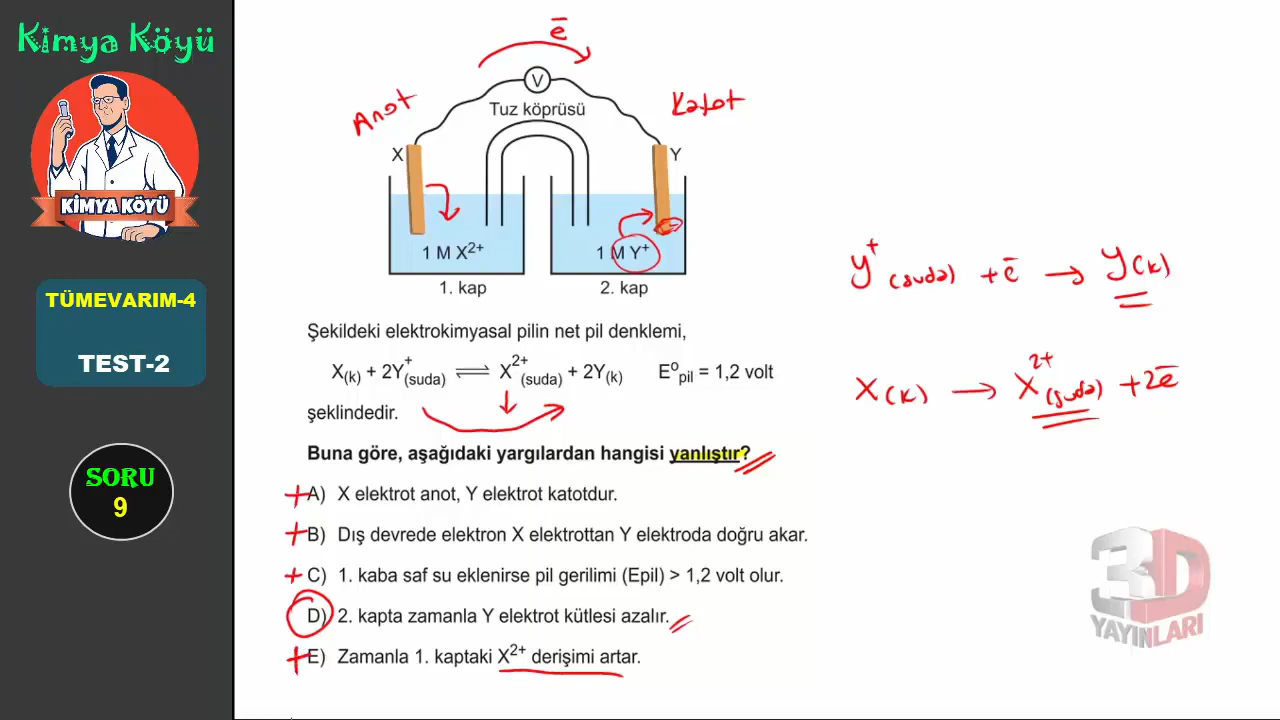 Kimya Köyü
KİMYA KÖYÜ
TÜMEVARIM-4
TEST-2
SORU
9
e̅
V
Anot
Katot
Tuz köprüsü
X
Y
1 M X²⁺
1 M Y⁺
1. kap
2. kap
Şekildeki elektrokimyasal pilin net pil denklemi,
X(k) + 2Y⁺(suda) ⇌ X²⁺(suda) + 2Y(k) E°pil = 1,2 volt
şeklindedir.
Buna göre, aşağıdaki yargılardan hangisi yanlıştır?
+ A) X elektrot anot, Y elektrot katotdur.
+ B) Dış devrede elektron X elektrottan Y elektroda doğru akar.
+ C) 1. kaba saf su eklenirse pil gerilimi (Epil) > 1,2 volt olur.
D) 2. kapta zamanla Y elektrot kütlesi azalır.
+ E) Zamanla 1. kaptaki X²⁺ derişimi artar.
y⁺(suda) + e̅ → y(k)
X(k) → X²⁺(suda) + 2e̅
3D
YAYINLARI